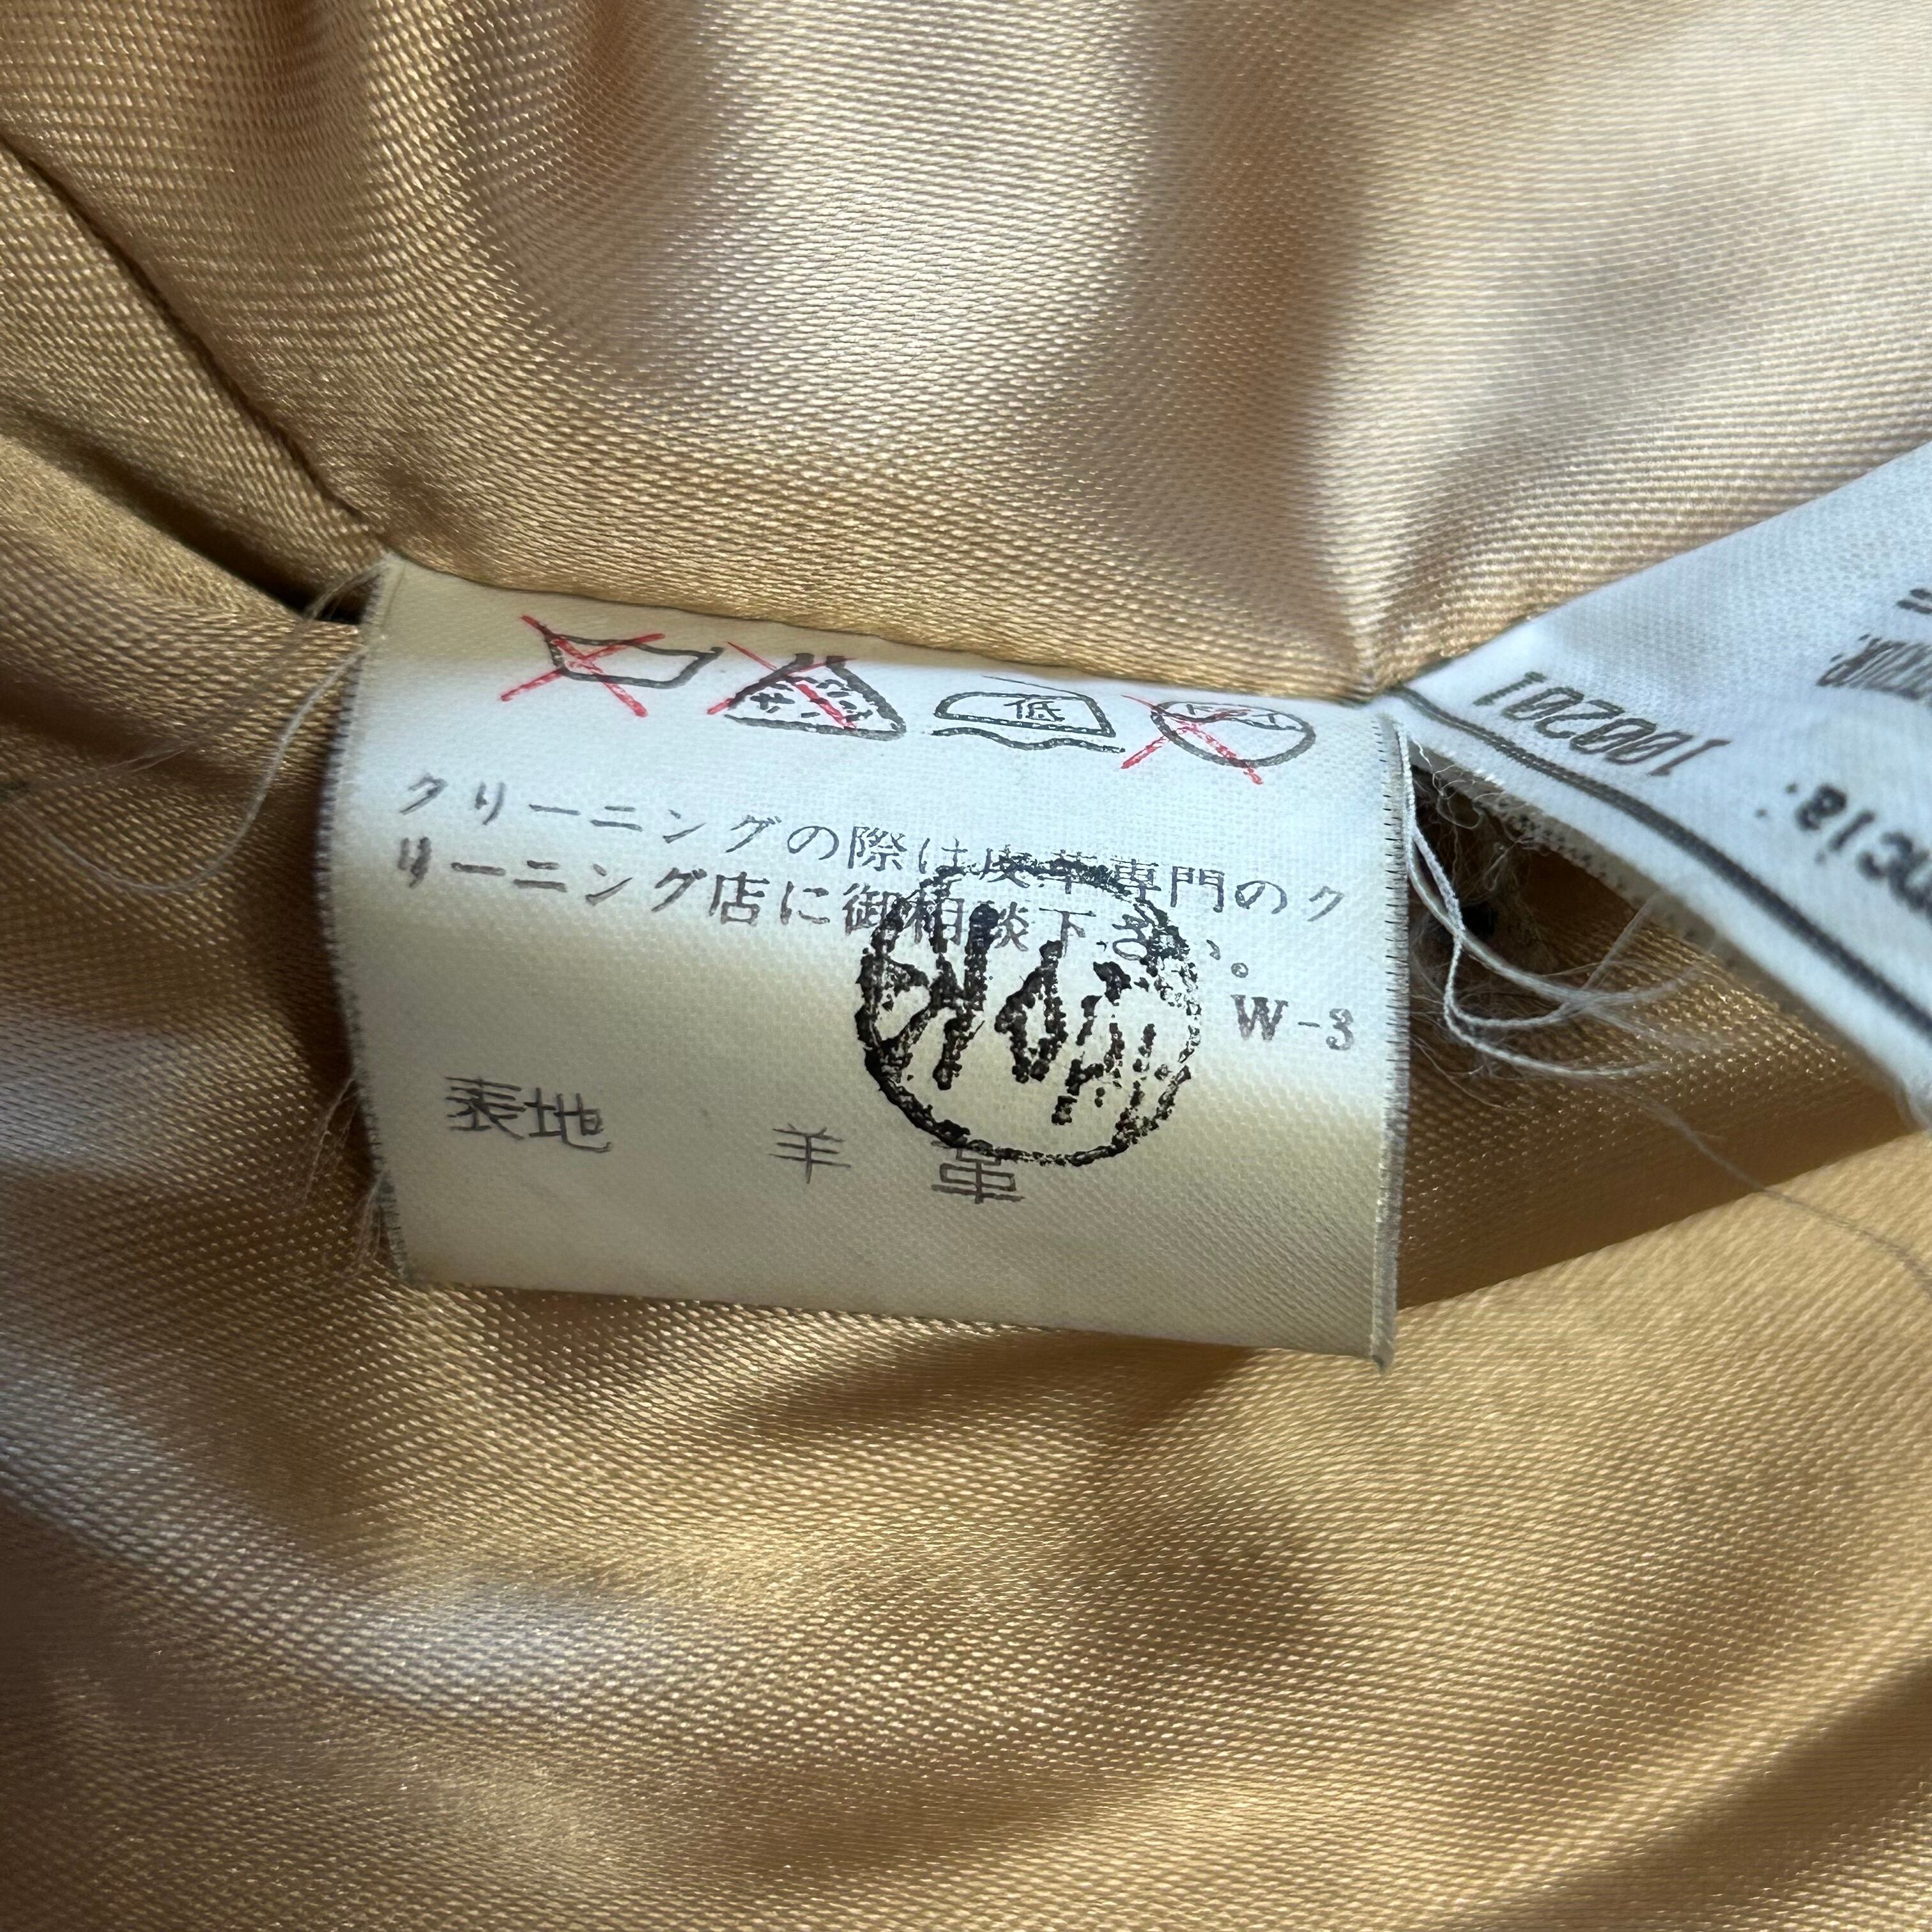 低
クリーニングの際は皮革専門のク
リーニング店に御相談下さい。
W-3
表地 羊革